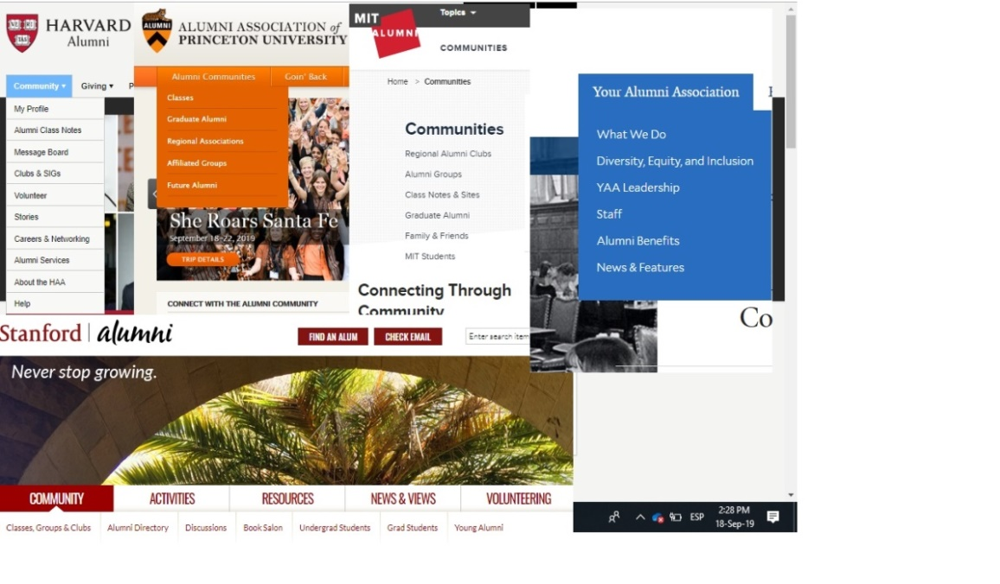 HARVARD
Alumni
Community
Giving
P
My Profile
Alumni Class Notes
Message Board
Clubs & SIGs
Volunteer
Stories
Careers & Networking
Alumni Services
About the HAA
Help
ALUMNI
ALUMNI ASSOCIATION of
PRINCETON UNIVERSITY
Alumni Communities
Goin' Back
Classes
Graduate Alumni
Regional Associations
Affiliated Groups
Future Alumni
She Roars Santa Fe
September 18-22, 2019
TRIP DETAILS
CONNECT WITH THE ALUMNI COMMUNITY
MIT
ALUMNI
Topics
COMMUNITIES
Home > Communities
Communities
Regional Alumni Clubs
Alumni Groups
Class Notes & Sites
Graduate Alumni
Family & Friends
MIT Students
Connecting Through
Community
Your Alumni Association
What We Do
Diversity, Equity, and Inclusion
YAA Leadership
Staff
Alumni Benefits
News & Features
Co
Stanford | alumni
FIND AN ALUM
CHECK EMAIL
Enter search item
Never stop growing.
COMMUNITY
ACTIVITIES
RESOURCES
NEWS & VIEWS
VOLUNTEERING
Classes, Groups & Clubs
Alumni Directory
Discussions
Book Salon
Undergrad Students
Grad Students
Young Alumni
ESP
2:28 PM
18-Sep-19